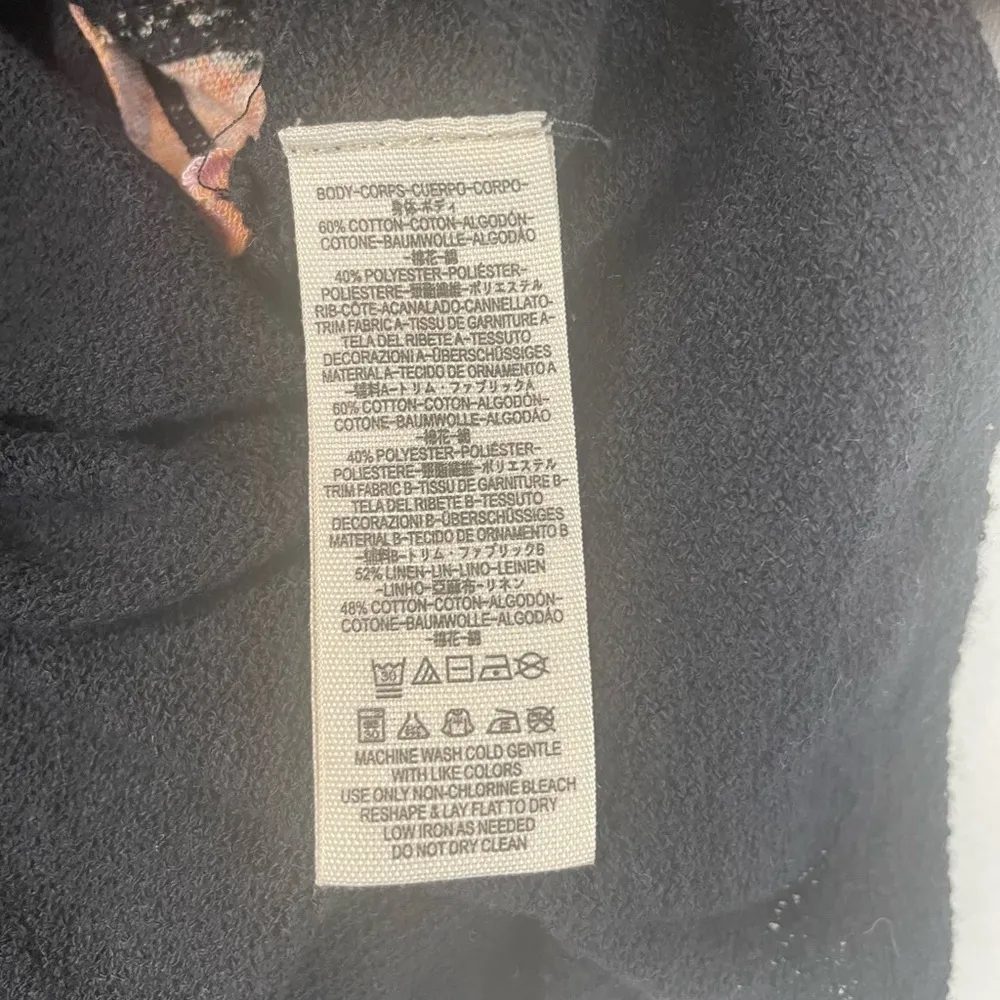 BODY-CORPS-CUERPO-CORPO-
身体 ボディ
60% COTTON-COTON-ALGODÓN-
COTONE-BAUMWOLLE-ALGODÃO
-棉花-綿
40% POLYESTER-POLIÉSTER-
POLIESTERE-聚脂纖維-ポリエステル
RIB-CÔTE-ACANALADO-CANNELLATO-
TRIM FABRIC A-TISSU DE GARNITURE A-
TELA DEL RIBETE A-TESSUTO
DECORAZIONI A-ÜBERSCHÜSSIGES
MATERIAL A-TECIDO DE ORNAMENTO A
-辅料A-トリム・ファブリックA
60% COTTON-COTON-ALGODÓN-
COTONE-BAUMWOLLE-ALGODÃO
-棉花-綿
40% POLYESTER-POLIÉSTER-
POLIESTERE-聚脂纖維-ポリエステル
TRIM FABRIC B-TISSU DE GARNITURE B-
TELA DEL RIBETE B-TESSUTO
DECORAZIONI B-ÜBERSCHÜSSIGES
MATERIAL B-TECIDO DE ORNAMENTO B
-辅料B-トリム・ファブリックB
52% LINEN-LIN-LINO-LEINEN
-LINHO-亞麻布-リネン
48% COTTON-COTON-ALGODÓN-
COTONE-BAUMWOLLE-ALGODÃO
-棉花-綿
30
30
MACHINE WASH COLD GENTLE
WITH LIKE COLORS
USE ONLY NON-CHLORINE BLEACH
RESHAPE & LAY FLAT TO DRY
LOW IRON AS NEEDED
DO NOT DRY CLEAN